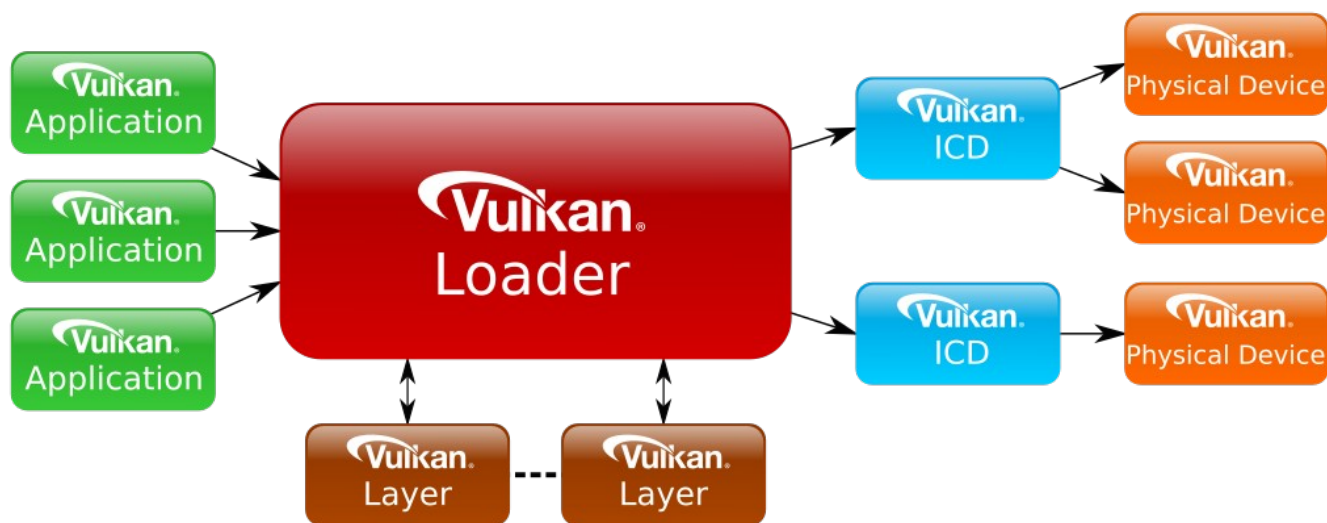 Vulkan®
Application
Vulkan®
Application
Vulkan®
Application
Vulkan®
Loader
Vulkan®
Layer
Vulkan®
Layer
Vulkan®
ICD
Vulkan®
ICD
Vulkan®
Physical Device
Vulkan®
Physical Device
Vulkan®
Physical Device